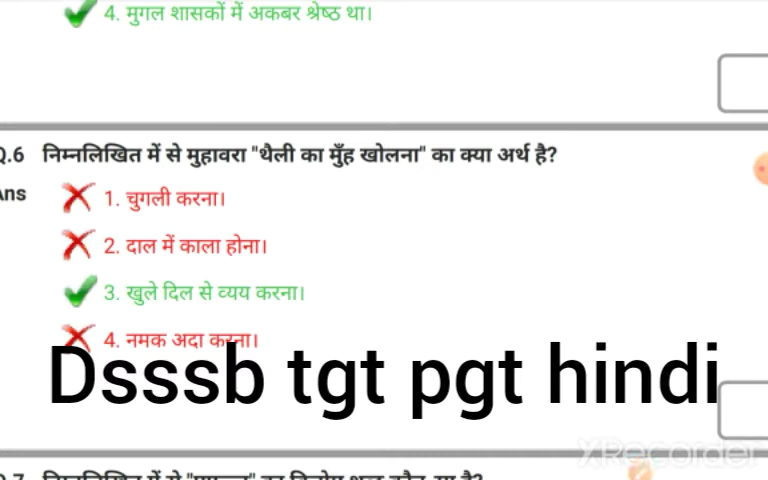 4. मुगल शासकों में अकबर श्रेष्ठ था।
Q.6 निम्नलिखित में से मुहावरा "थैली का मुँह खोलना" का क्या अर्थ है?
Ans
1. चुगली करना।
2. दाल में काला होना।
3. खुले दिल से व्यय करना।
4. नमक अदा करना।
Dsssb tgt pgt hindi
XRecorder